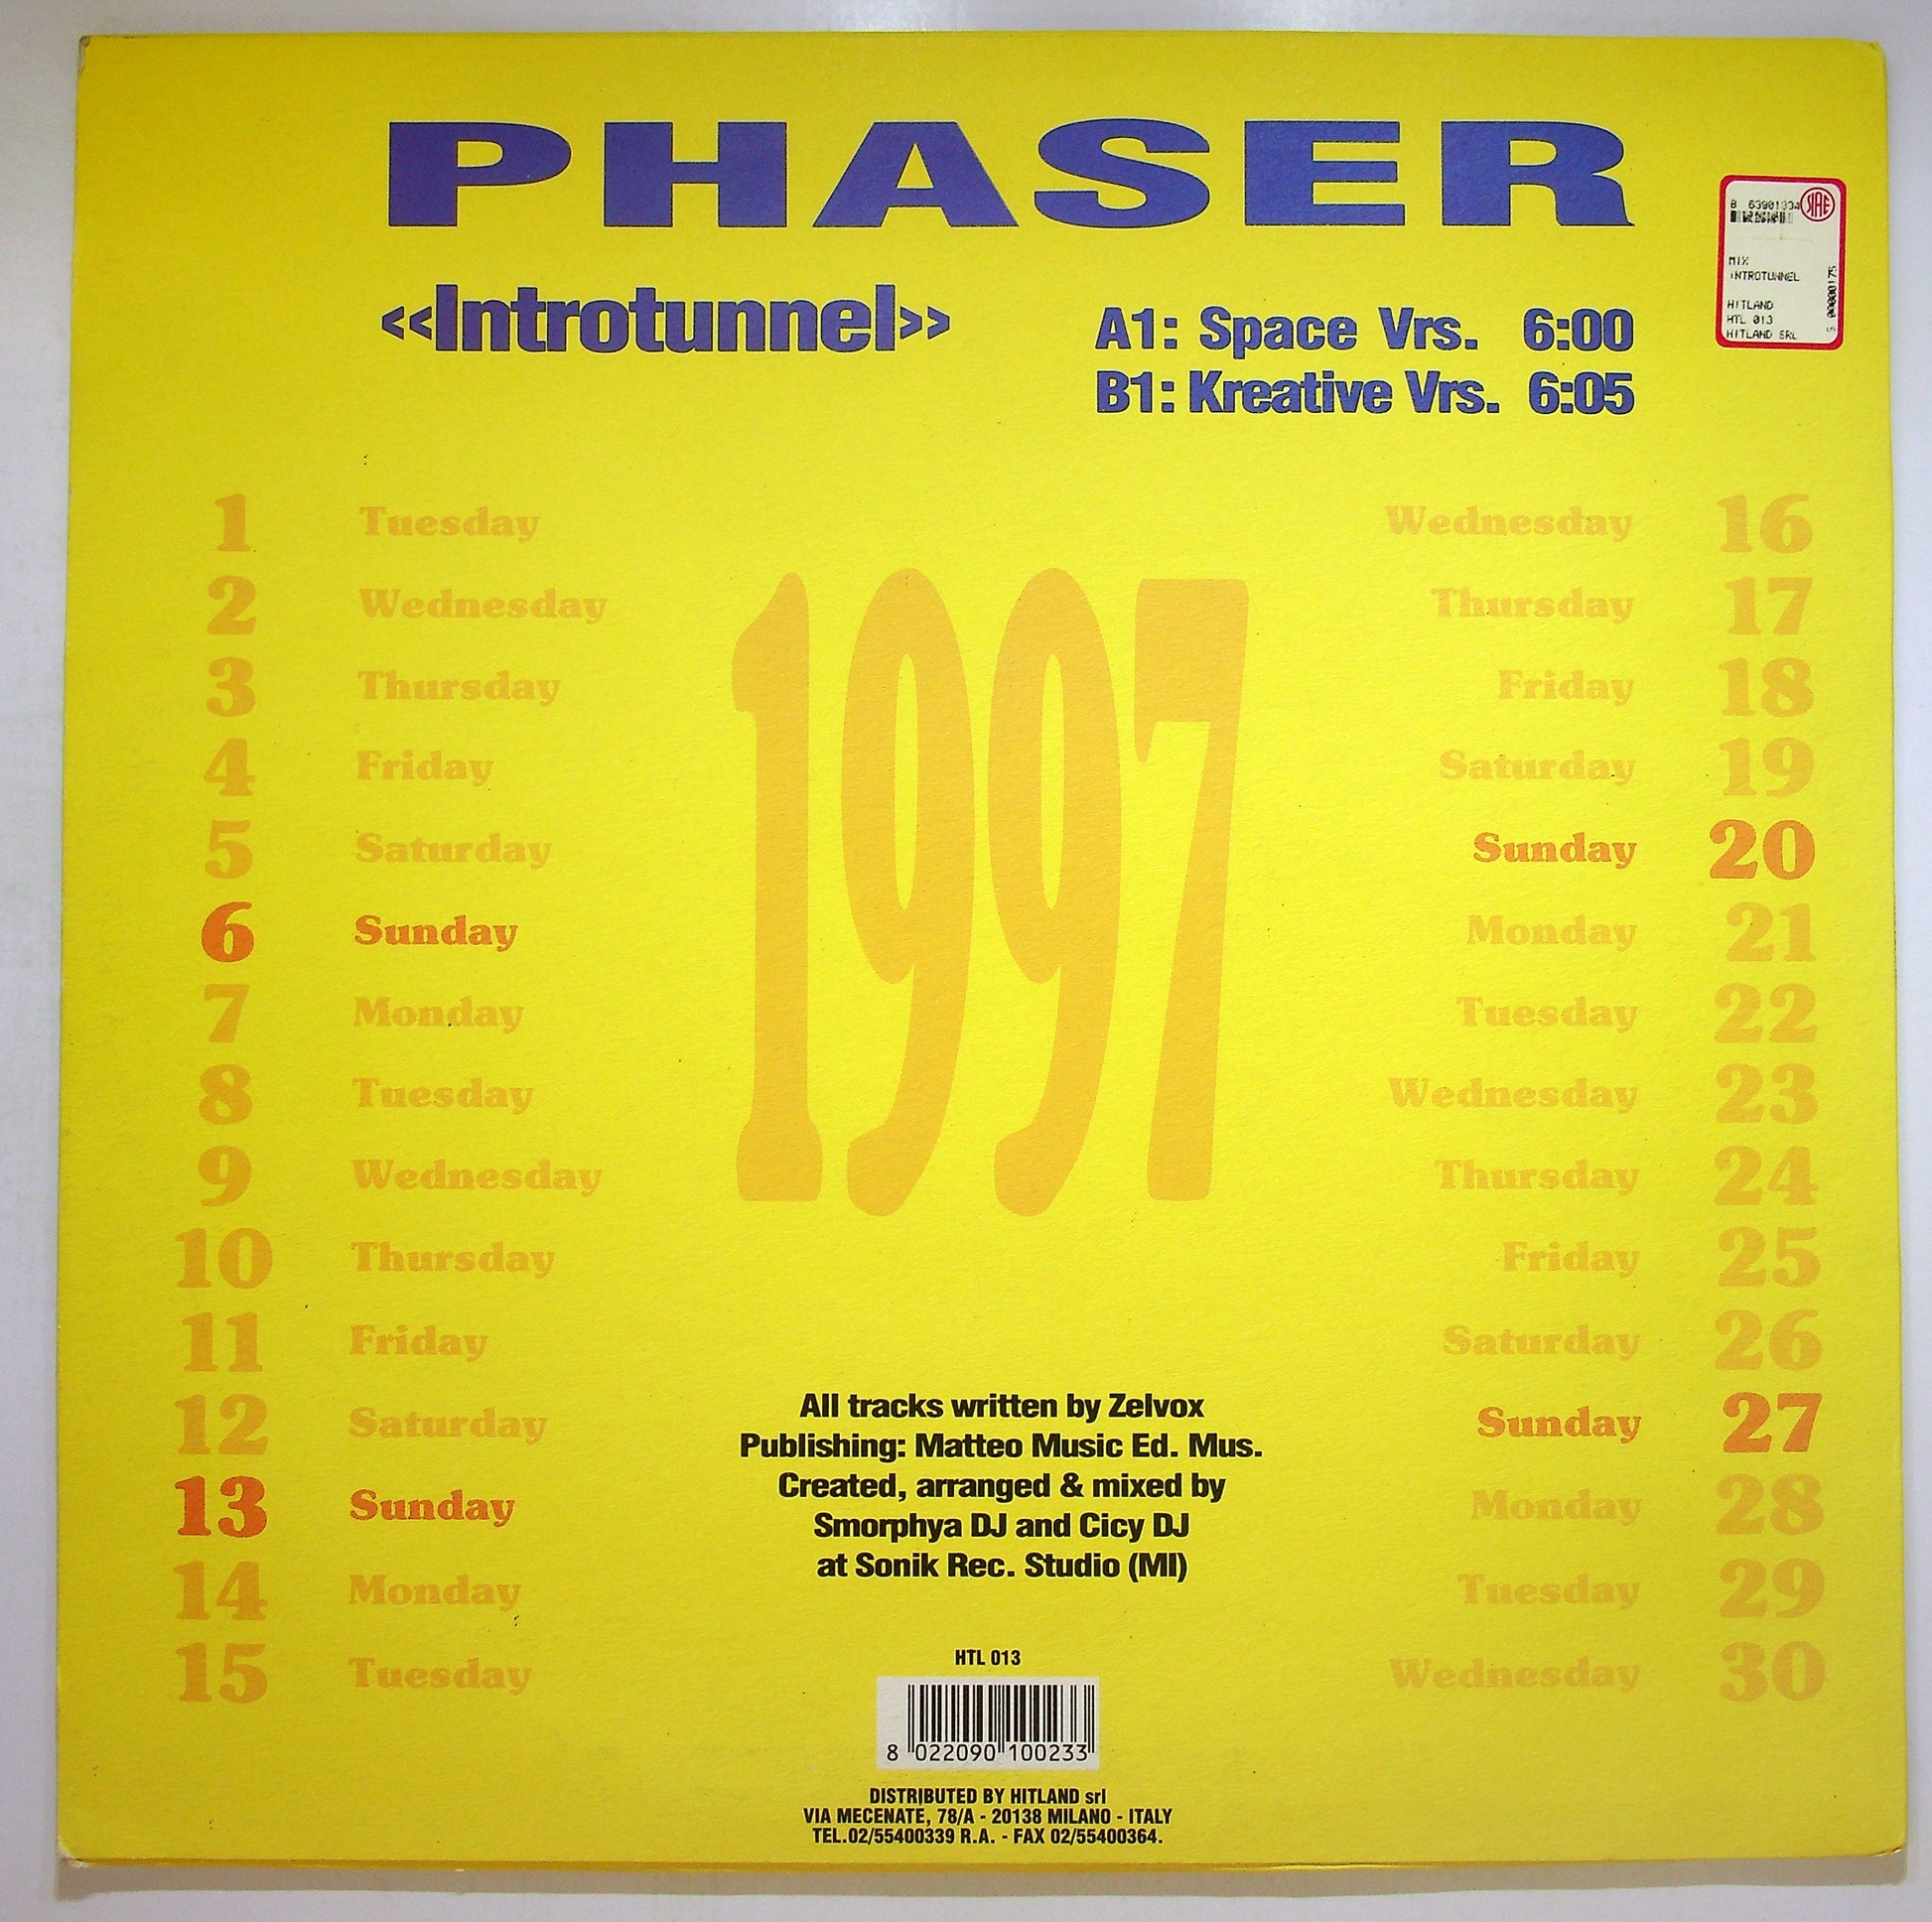 PHASER
«Introtunnel»
A1: Space Vrs. 6:00
B1: Kreative Vrs. 6:05
SIAE
MIX
INTROTUNNEL
HITLAND
HTL 013
HITLAND SRL
1 Tuesday
2 Wednesday
3 Thursday
4 Friday
5 Saturday
6 Sunday
7 Monday
8 Tuesday
9 Wednesday
10 Thursday
11 Friday
12 Saturday
13 Sunday
14 Monday
15 Tuesday
1997
Wednesday 16
Thursday 17
Friday 18
Saturday 19
Sunday 20
Monday 21
Tuesday 22
Wednesday 23
Thursday 24
Friday 25
Saturday 26
Sunday 27
Monday 28
Tuesday 29
Wednesday 30
All tracks written by Zelvox
Publishing: Matteo Music Ed. Mus.
Created, arranged & mixed by
Smorphya DJ and Cicy DJ
at Sonik Rec. Studio (MI)
HTL 013
8 022090 100233
DISTRIBUTED BY HITLAND srl
VIA MECENATE, 78/A - 20138 MILANO - ITALY
TEL.02/55400339 R.A. - FAX 02/55400364.